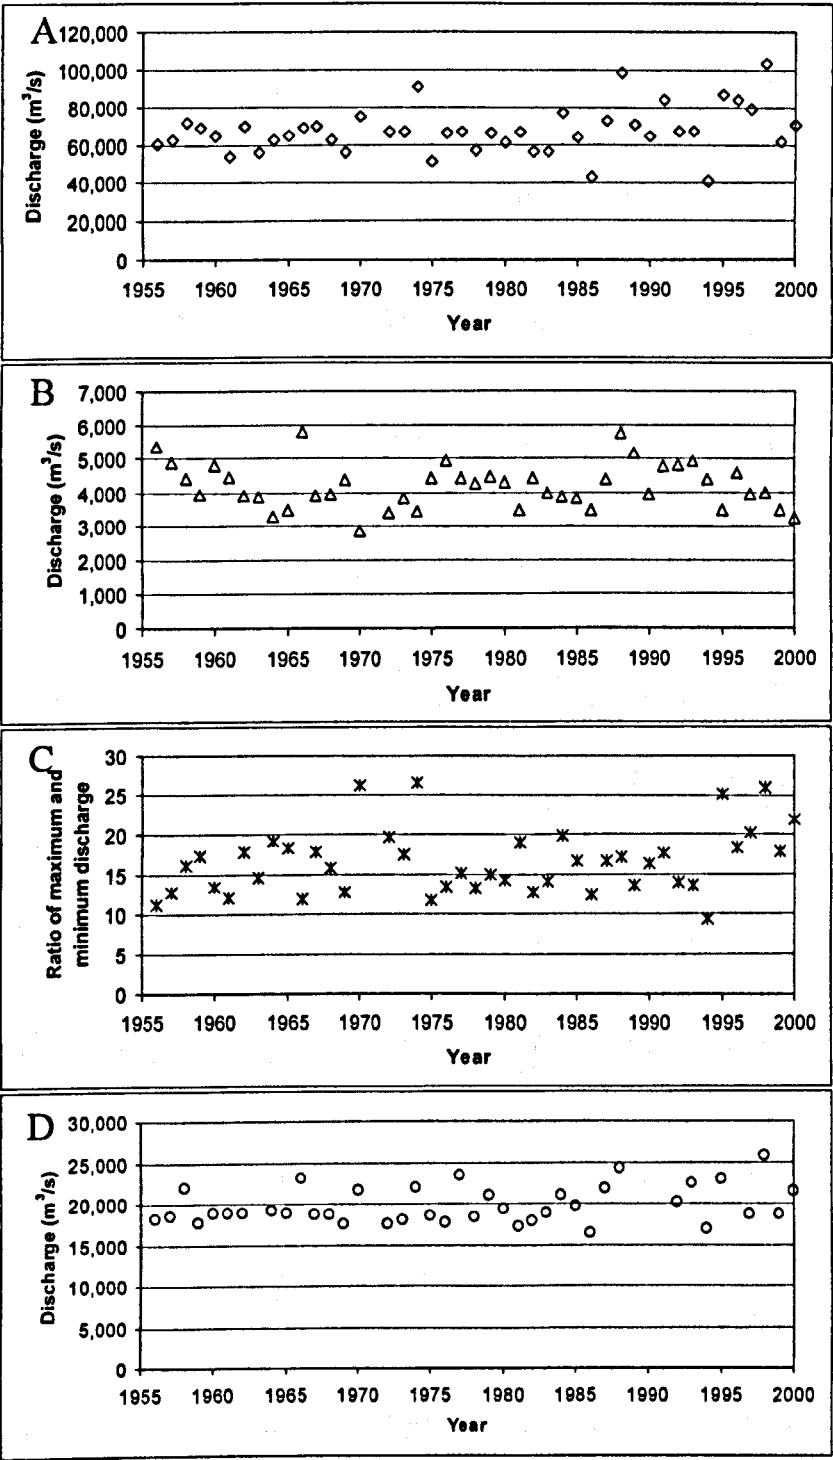 A
120,000
100,000
80,000
60,000
40,000
20,000
0
Discharge (m³/s)
1955 1960 1965 1970 1975 1980 1985 1990 1995 2000
Year
B
7,000
6,000
5,000
4,000
3,000
2,000
1,000
0
Discharge (m³/s)
1955 1960 1965 1970 1975 1980 1985 1990 1995 2000
Year
C
30
25
20
15
10
5
0
Ratio of maximum and
minimum discharge
1955 1960 1965 1970 1975 1980 1985 1990 1995 2000
Year
D
30,000
25,000
20,000
15,000
10,000
5,000
0
Discharge (m³/s)
1955 1960 1965 1970 1975 1980 1985 1990 1995 2000
Year